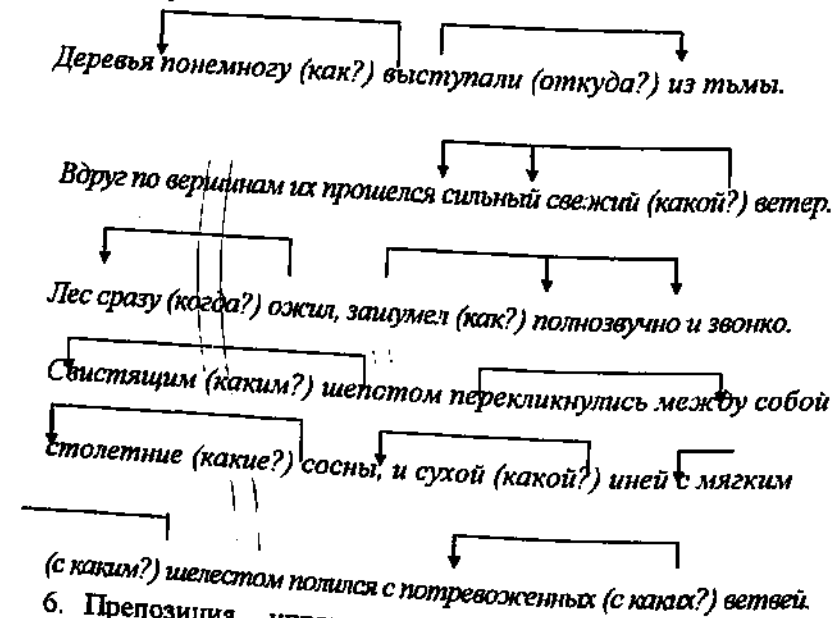 Деревья понемногу (как?) выступали (откуда?) из тьмы.
Вдруг по вершинам их прошелся сильный свежий (какой?) ветер.
Лес сразу (когда?) ожил, зашумел (как?) полнозвучно и звонко.
Свистящим (каким?) шепотом перекликнулись между собой
столетние (какие?) сосны, и сухой (какой?) иней с мягким
(с каким?) шелестом полился с потревоженных (с каких?) ветвей.
6. Препозиция